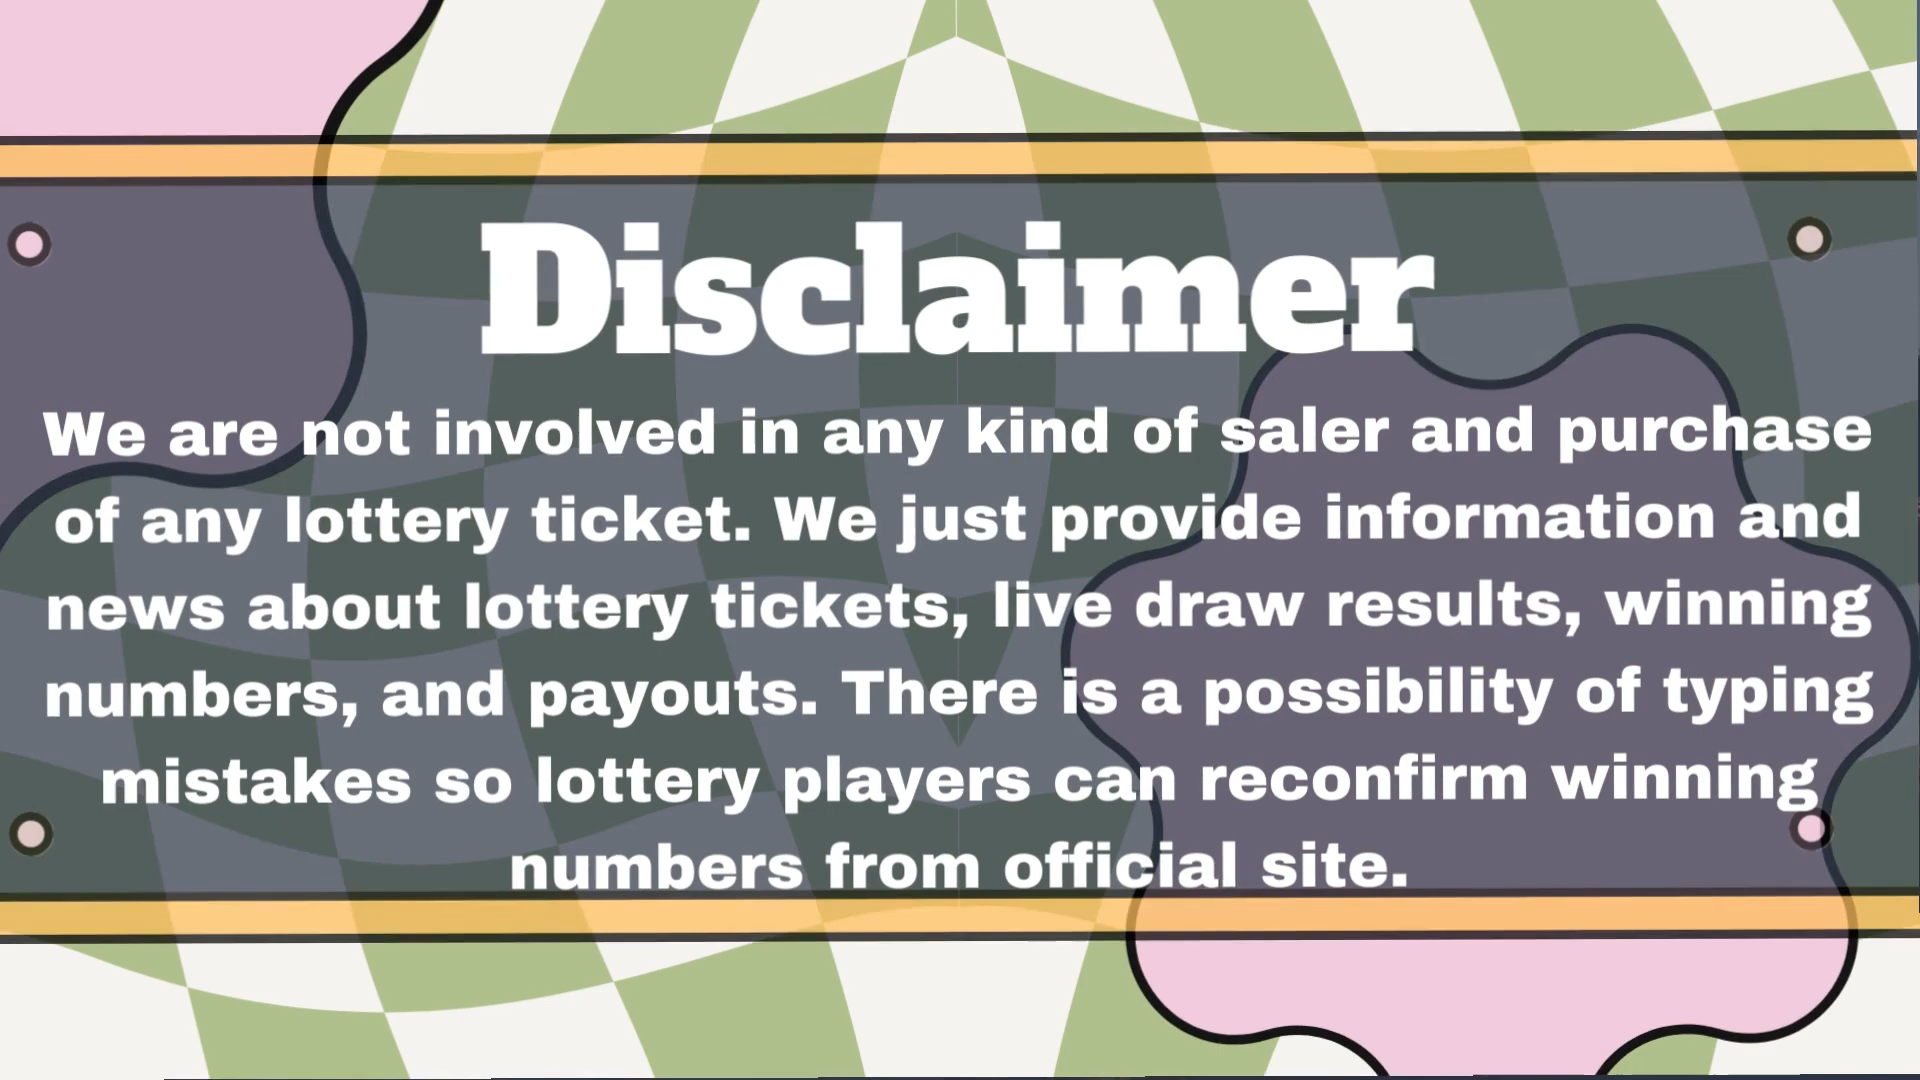 Disclaimer
We are not involved in any kind of saler and purchase
of any lottery ticket. We just provide information and
news about lottery tickets, live draw results, winning
numbers, and payouts. There is a possibility of typing
mistakes so lottery players can reconfirm winning
numbers from official site.